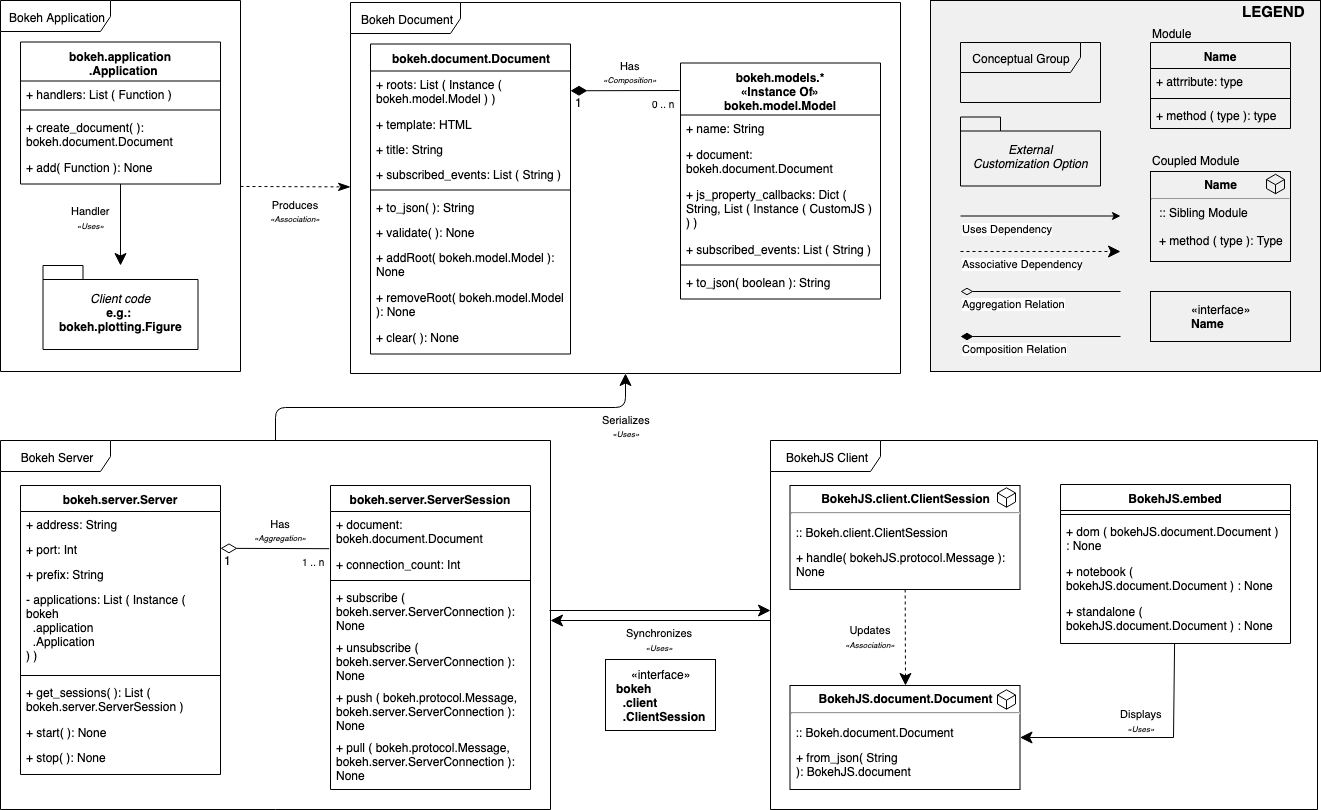 Bokeh Application
bokeh.application
.Application
+ handlers: List ( Function )
+ create_document( ):
bokeh.document.Document
+ add( Function ): None
Handler
«Uses»
Client code
e.g.:
bokeh.plotting.Figure
Produces
«Association»
Bokeh Document
bokeh.document.Document
+ roots: List ( Instance (
bokeh.model.Model ) )
+ template: HTML
+ title: String
+ subscribed_events: List ( String )
+ to_json( ): String
+ validate( ): None
+ addRoot( bokeh.model.Model ):
None
+ removeRoot( bokeh.model.Model
): None
+ clear( ): None
Has
«Composition»
1
0 .. n
bokeh.models.*
«Instance Of»
bokeh.model.Model
+ name: String
+ document:
bokeh.document.Document
+ js_property_callbacks: Dict (
String, List ( Instance ( CustomJS )
) )
+ subscribed_events: List ( String )
+ to_json( boolean ): String
LEGEND
Conceptual Group
External
Customization Option
Uses Dependency
Associative Dependency
Aggregation Relation
Composition Relation
Module
Name
+ attrribute: type
+ method ( type ): type
Coupled Module
Name
:: Sibling Module
+ method ( type ): Type
«interface»
Name
Serializes
«Uses»
Bokeh Server
bokeh.server.Server
+ address: String
+ port: Int
+ prefix: String
- applications: List ( Instance (
bokeh
.application
.Application
) )
+ get_sessions( ): List (
bokeh.server.ServerSession )
+ start( ): None
+ stop( ): None
Has
«Aggregation»
1
1 .. n
bokeh.server.ServerSession
+ document:
bokeh.document.Document
+ connection_count: Int
+ subscribe (
bokeh.server.ServerConnection ):
None
+ unsubscribe (
bokeh.server.ServerConnection ):
None
+ push ( bokeh.protocol.Message,
bokeh.server.ServerConnection ):
None
+ pull ( bokeh.protocol.Message,
bokeh.server.ServerConnection ):
None
Synchronizes
«Uses»
«interface»
bokeh
.client
.ClientSession
BokehJS Client
BokehJS.client.ClientSession
:: Bokeh.client.ClientSession
+ handle( bokehJS.protocol.Message ):
None
Updates
«Association»
BokehJS.document.Document
:: Bokeh.document.Document
+ from_json( String
): BokehJS.document
BokehJS.embed
+ dom ( bokehJS.document.Document )
: None
+ notebook (
bokehJS.document.Document ) : None
+ standalone (
bokehJS.document.Document ) : None
Displays
«Uses»